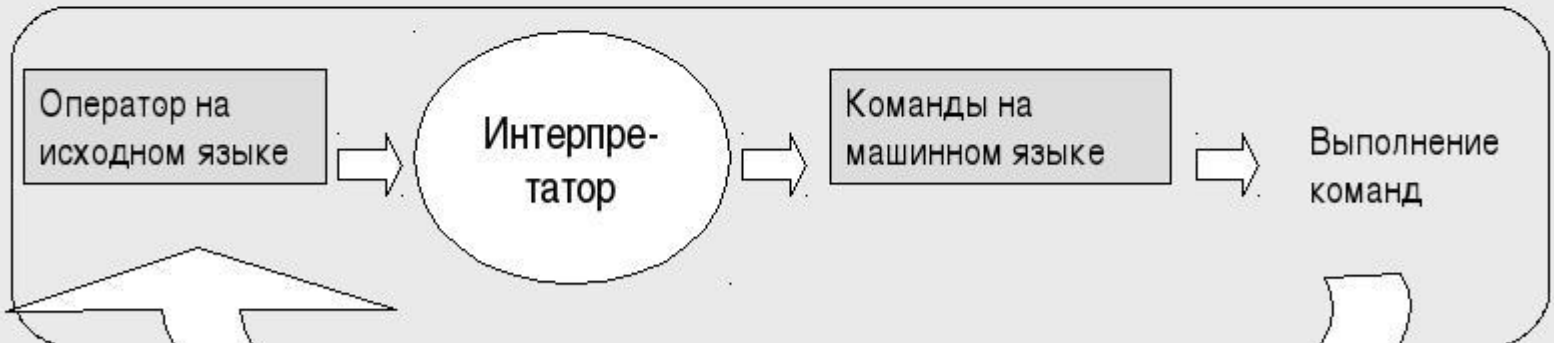 Оператор на
исходном языке
Интерпре-
татор
Команды на
машинном языке
Выполнение
команд